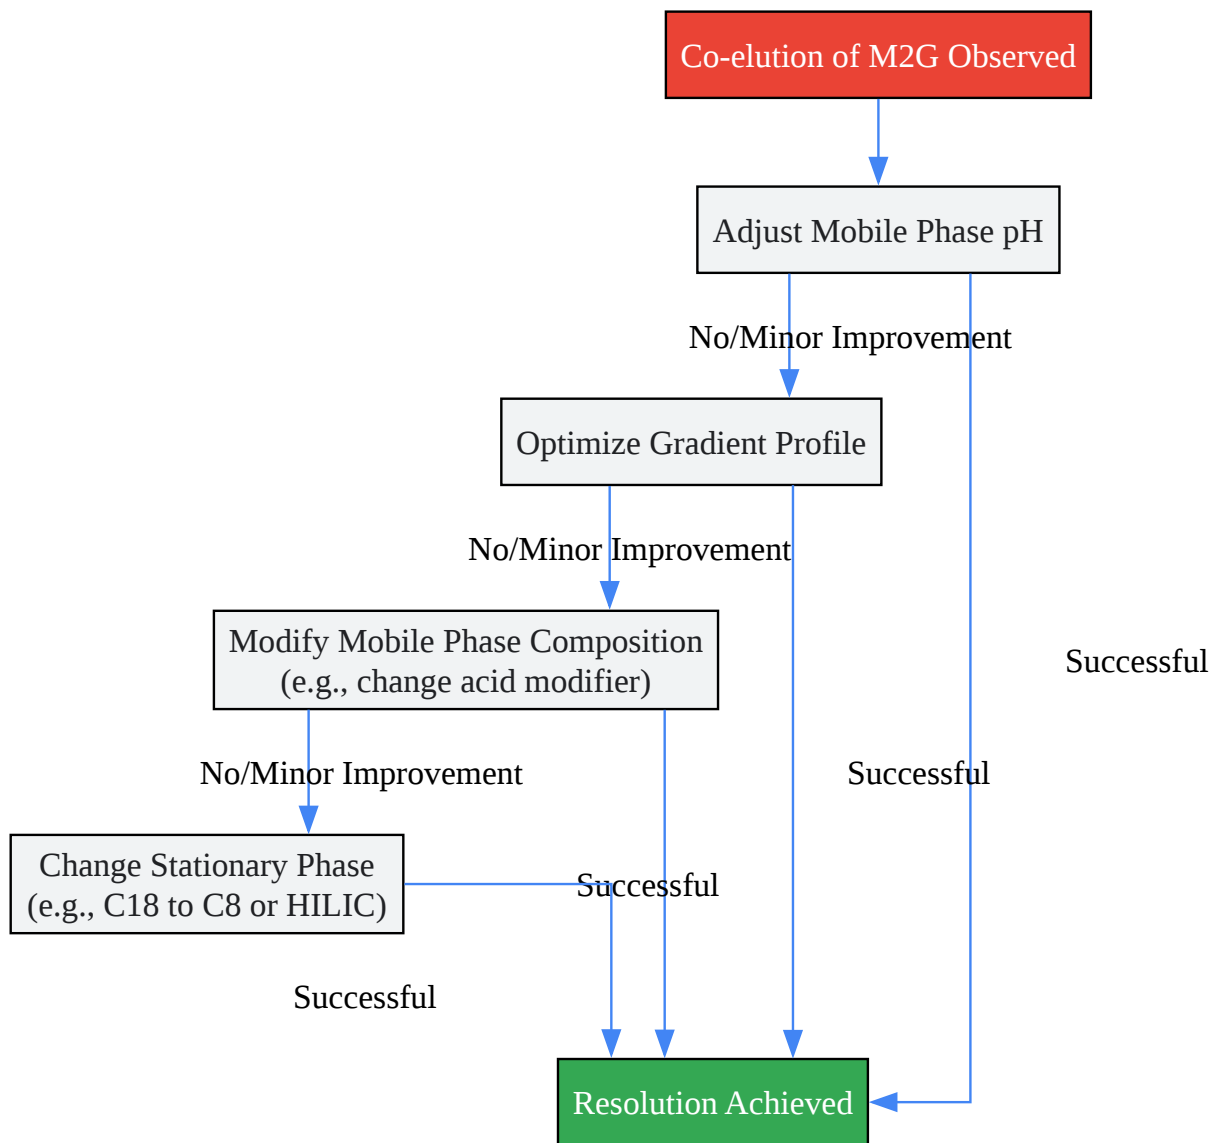 Co-elution of M2G Observed
Adjust Mobile Phase pH
No/Minor Improvement
Optimize Gradient Profile
No/Minor Improvement
Modify Mobile Phase Composition
(e.g., change acid modifier)
Successful
No/Minor Improvement
Successful
Change Stationary Phase
(e.g., C18 to C8 or HILIC)
Successful
Successful
Resolution Achieved